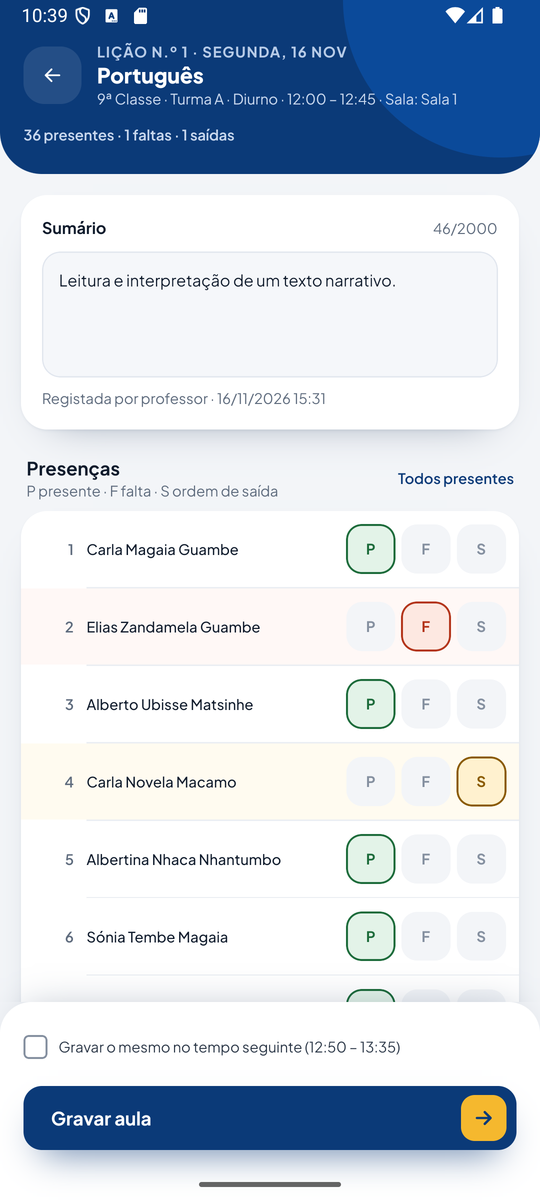 10:39
LIÇÃO N.º 1 · SEGUNDA, 16 NOV
Português
9ª Classe · Turma A · Diurno · 12:00 – 12:45 · Sala: Sala 1
36 presentes · 1 faltas · 1 saídas
Sumário 46/2000
Leitura e interpretação de um texto narrativo.
Registada por professor · 16/11/2026 15:31
Presenças
P presente · F falta · S ordem de saída
Todos presentes
1 Carla Magaia Guambe P F S
2 Elias Zandamela Guambe P F S
3 Alberto Ubisse Matsinhe P F S
4 Carla Novela Macamo P F S
5 Albertina Nhaca Nhantumbo P F S
6 Sónia Tembe Magaia P F S
Gravar o mesmo no tempo seguinte (12:50 – 13:35)
Gravar aula